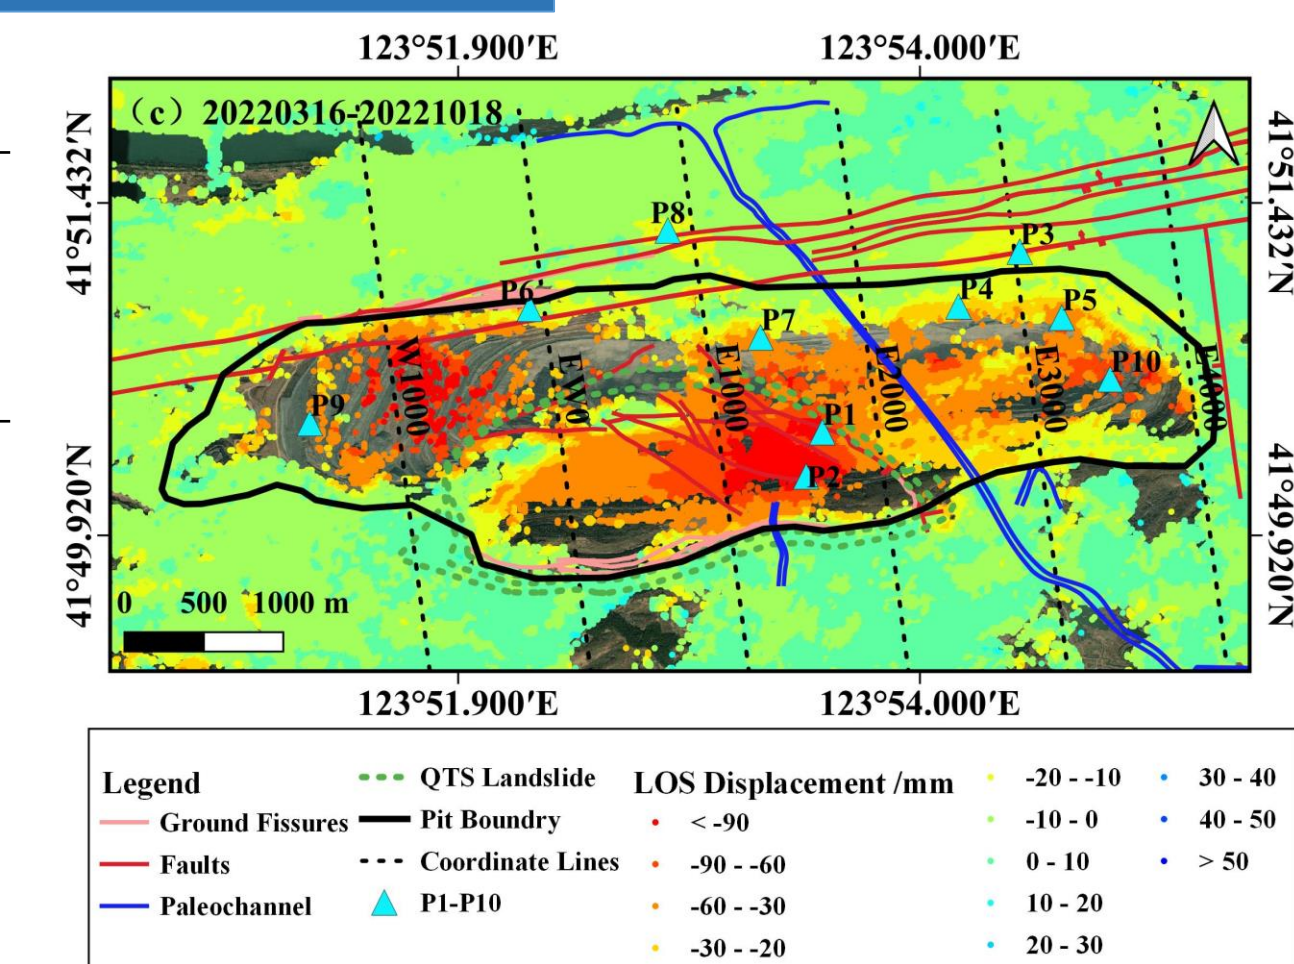 123°51.900′E 123°54.000′E
（c）20220316-20221018
41°51.432′N
41°51.432′N
P8
P3
P6
P4
P5
P7
W1000
EW0
E1000
E2000
E3000
E4000
P10
P9
P1
P2
41°49.920′N
41°49.920′N
0 500 1000 m
123°51.900′E 123°54.000′E
Legend
Ground Fissures
Faults
Paleochannel
QTS Landslide
Pit Boundry
Coordinate Lines
P1-P10
LOS Displacement /mm
< -90
-90 - -60
-60 - -30
-30 - -20
-20 - -10
-10 - 0
0 - 10
10 - 20
20 - 30
30 - 40
40 - 50
> 50